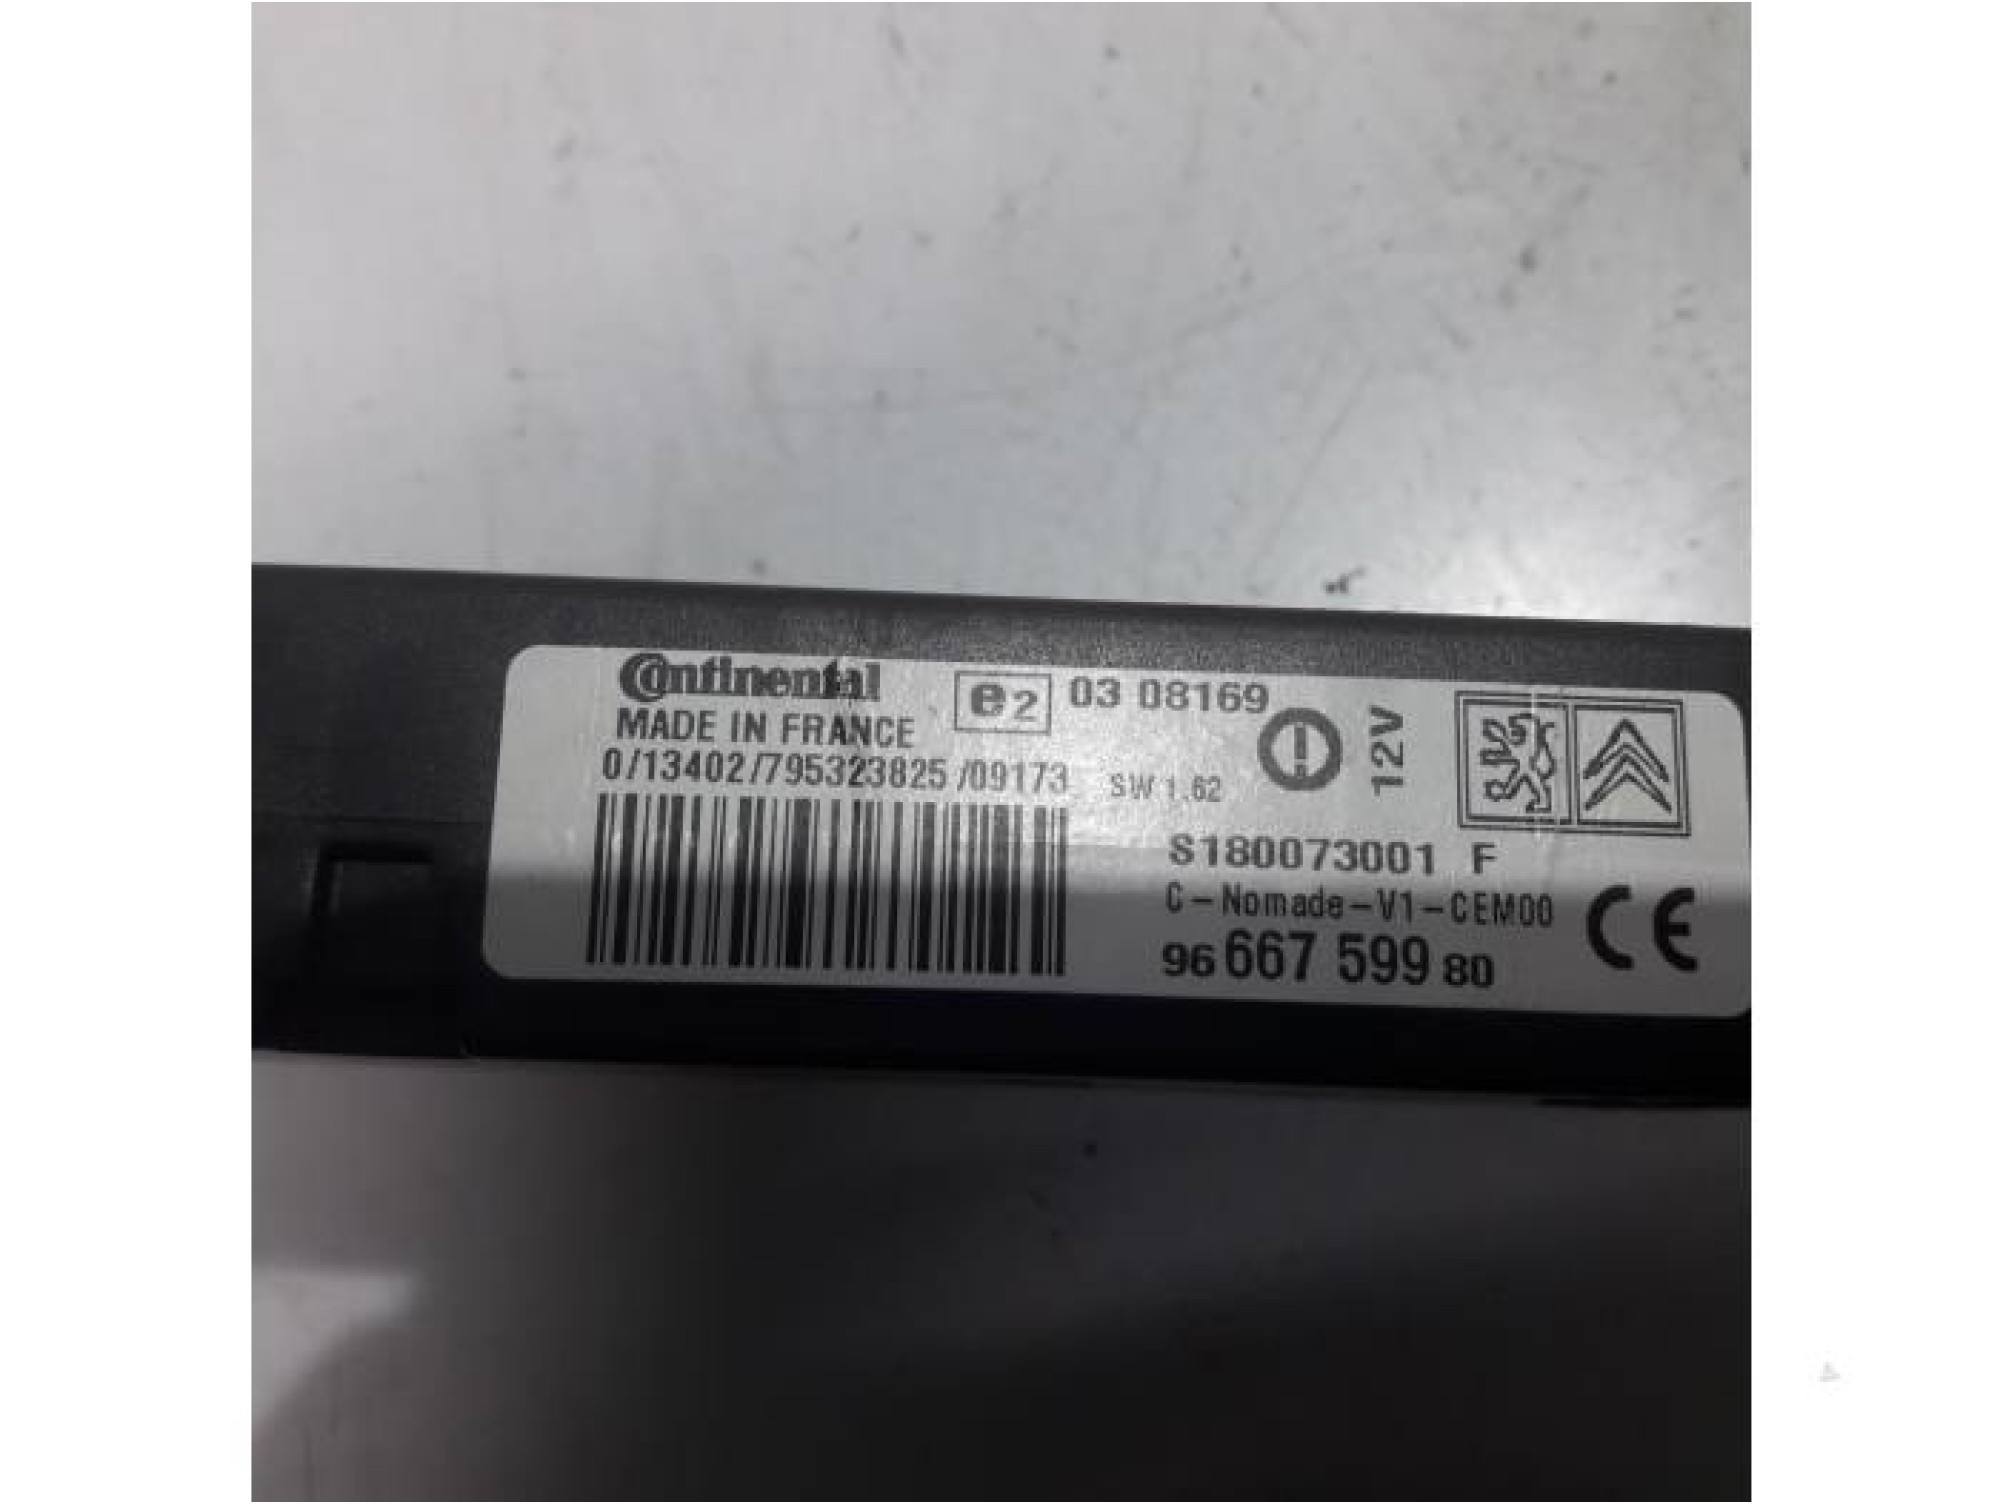 Continental
MADE IN FRANCE
e2 03 08169
12V
0/13402/795323825/09173 SW 1.62
S180073001 F
C-Nomade-V1-CEM00
96 667 599 80
CE